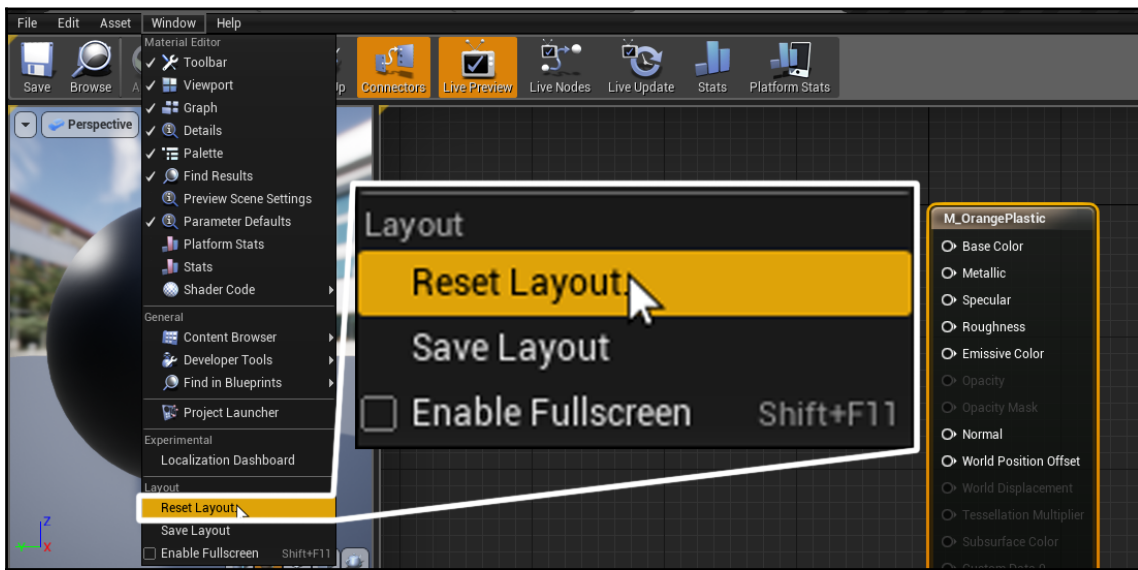 File Edit Asset Window Help
Save Browse Connectors Live Preview Live Nodes Live Update Stats Platform Stats
Perspective
Material Editor
Toolbar
Viewport
Graph
Details
Palette
Find Results
Preview Scene Settings
Parameter Defaults
Platform Stats
Stats
Shader Code
General
Content Browser
Developer Tools
Find in Blueprints
Project Launcher
Experimental
Localization Dashboard
Layout
Reset Layout
Save Layout
Enable Fullscreen Shift+F11
Layout
Reset Layout
Save Layout
Enable Fullscreen Shift+F11
M_OrangePlastic
Base Color
Metallic
Specular
Roughness
Emissive Color
Opacity
Opacity Mask
Normal
World Position Offset
World Displacement
Tessellation Multiplier
Subsurface Color
Z
X